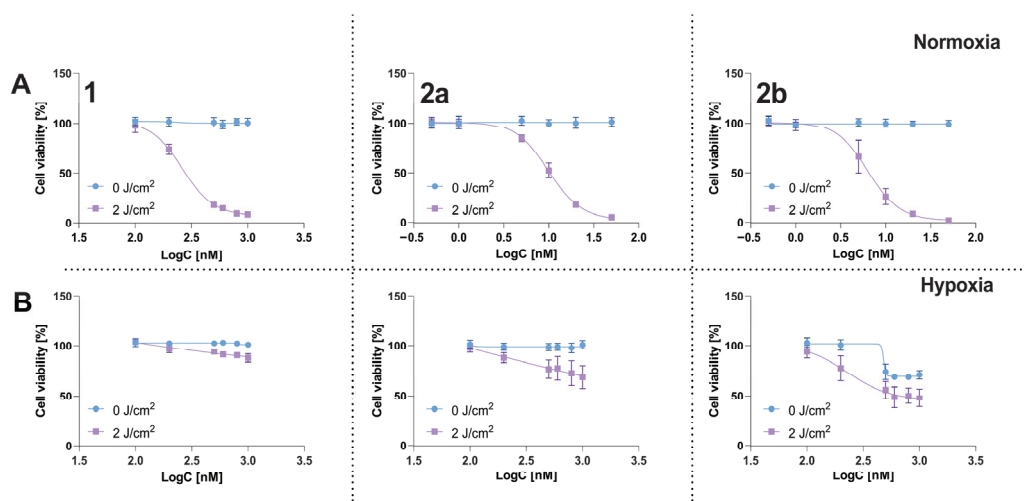 Normoxia
A
1
150
100
50
0
Cell viability [%]
0 J/cm²
2 J/cm²
1.5 2.0 2.5 3.0 3.5
LogC [nM]
2a
150
100
50
0
Cell viability [%]
0 J/cm²
2 J/cm²
−0.5 0.0 0.5 1.0 1.5 2.0
LogC [nM]
2b
150
100
50
0
Cell viability [%]
0 J/cm²
2 J/cm²
−0.5 0.0 0.5 1.0 1.5 2.0
LogC [nM]
Hypoxia
B
150
100
50
0
Cell viability [%]
0 J/cm²
2 J/cm²
1.5 2.0 2.5 3.0 3.5
LogC [nM]
150
100
50
0
Cell viability [%]
0 J/cm²
2 J/cm²
1.5 2.0 2.5 3.0 3.5
LogC [nM]
150
100
50
0
Cell viability [%]
0 J/cm²
2 J/cm²
1.5 2.0 2.5 3.0 3.5
LogC [nM]